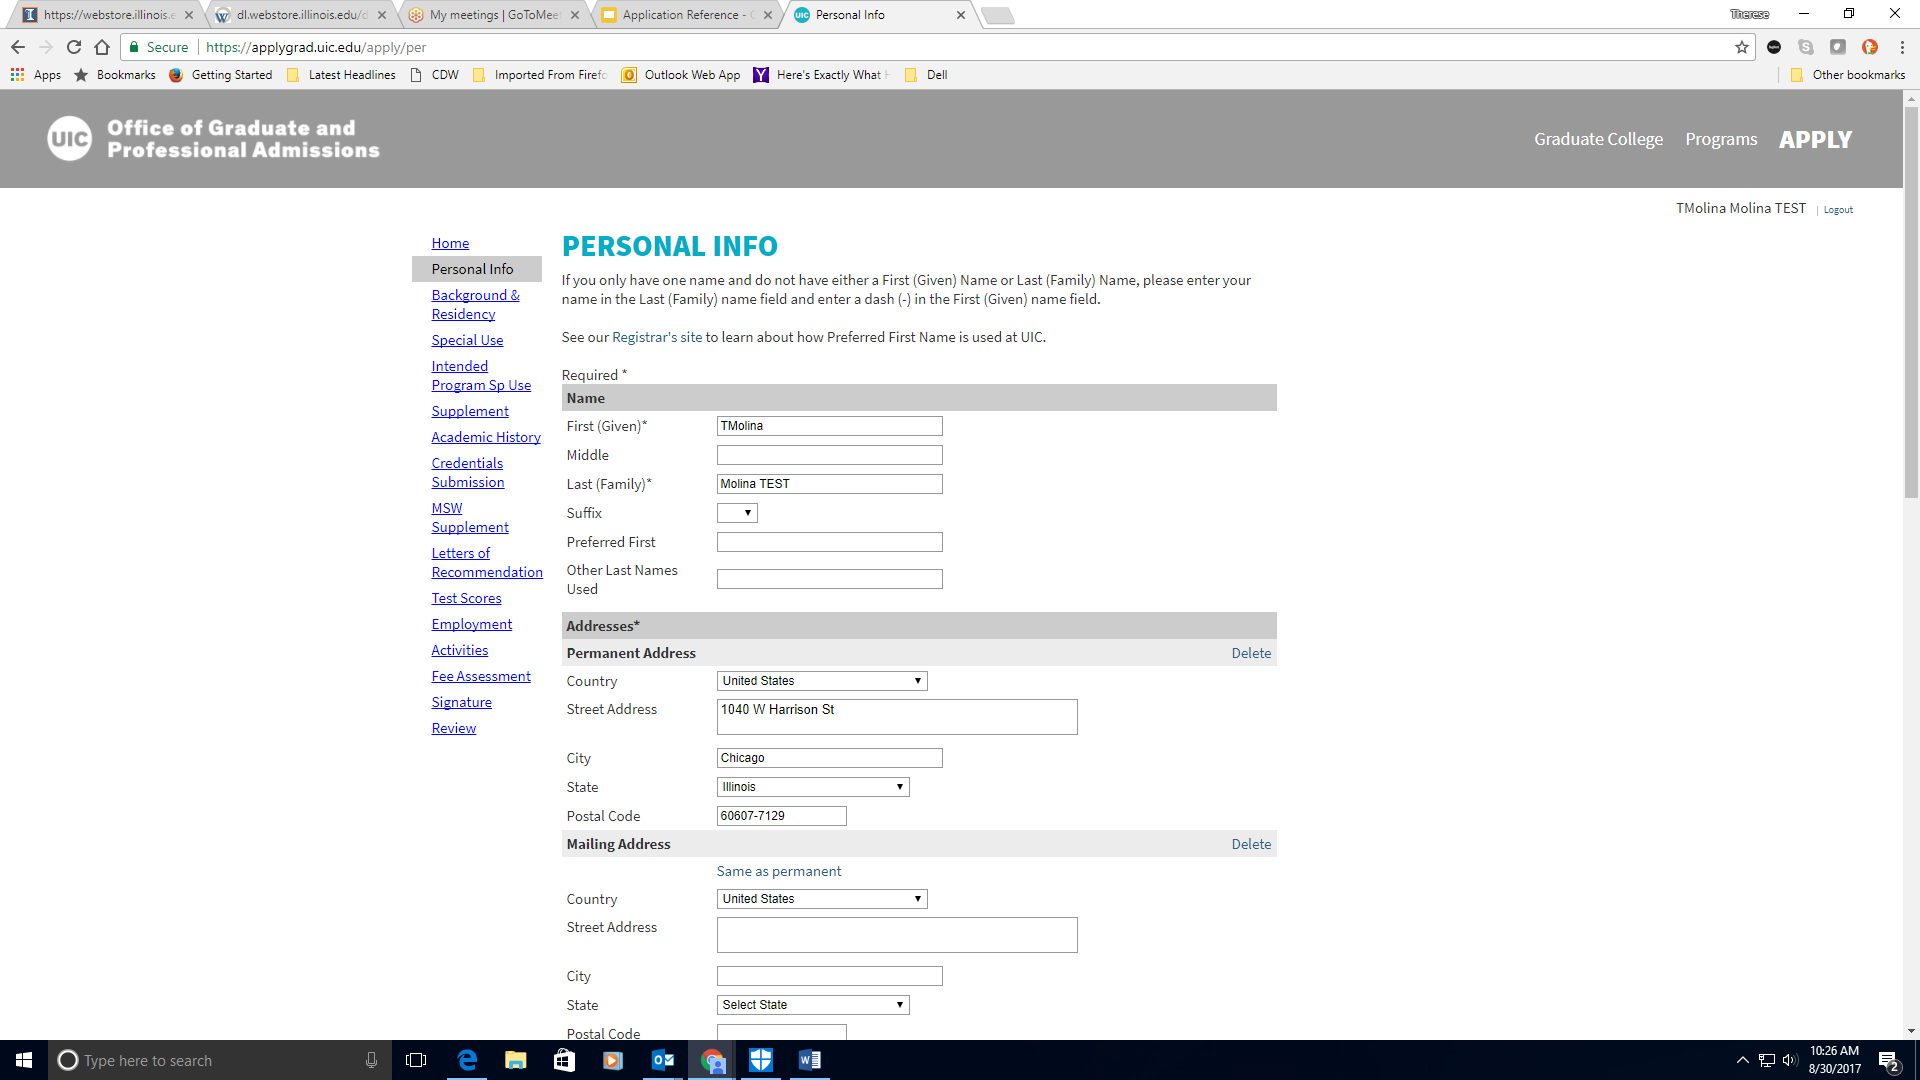 https://webstore.illinois.e
dl.webstore.illinois.edu/d
My meetings | GoToMee
Application Reference -
Personal Info
Therese
Secure
https://applygrad.uic.edu/apply/per
Apps
Bookmarks
Getting Started
Latest Headlines
CDW
Imported From Firefo
Outlook Web App
Here's Exactly What
Dell
Other bookmarks
UIC
Office of Graduate and
Professional Admissions
Graduate College
Programs
APPLY
TMolina Molina TEST | Logout
Home
Personal Info
Background &
Residency
Special Use
Intended
Program Sp Use
Supplement
Academic History
Credentials
Submission
MSW
Supplement
Letters of
Recommendation
Test Scores
Employment
Activities
Fee Assessment
Signature
Review
PERSONAL INFO
If you only have one name and do not have either a First (Given) Name or Last (Family) Name, please enter your
name in the Last (Family) name field and enter a dash (-) in the First (Given) name field.
See our Registrar's site to learn about how Preferred First Name is used at UIC.
Required *
Name
First (Given)* TMolina
Middle
Last (Family)* Molina TEST
Suffix
Preferred First
Other Last Names
Used
Addresses*
Permanent Address Delete
Country United States
Street Address 1040 W Harrison St
City Chicago
State Illinois
Postal Code 60607-7129
Mailing Address Delete
Same as permanent
Country United States
Street Address
City
State Select State
Postal Code
Type here to search
10:26 AM
8/30/2017
2